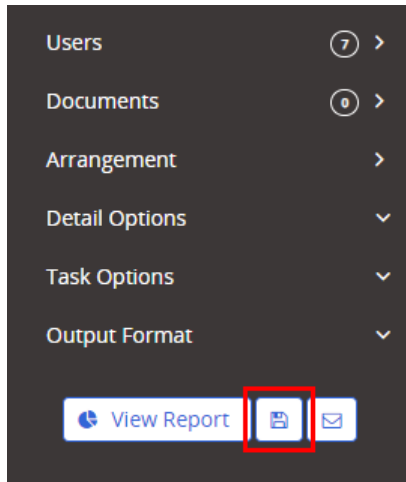 Users 7
Documents 0
Arrangement
Detail Options
Task Options
Output Format
View Report